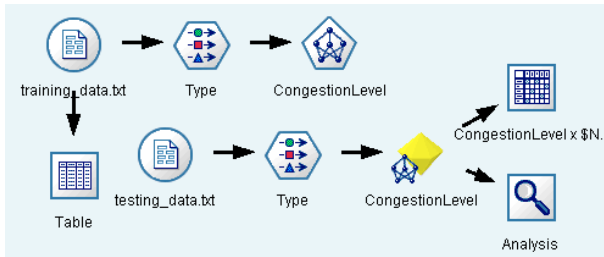 training_data.txt
Type
CongestionLevel
CongestionLevel x $N.
Table
testing_data.txt
Type
CongestionLevel
Analysis